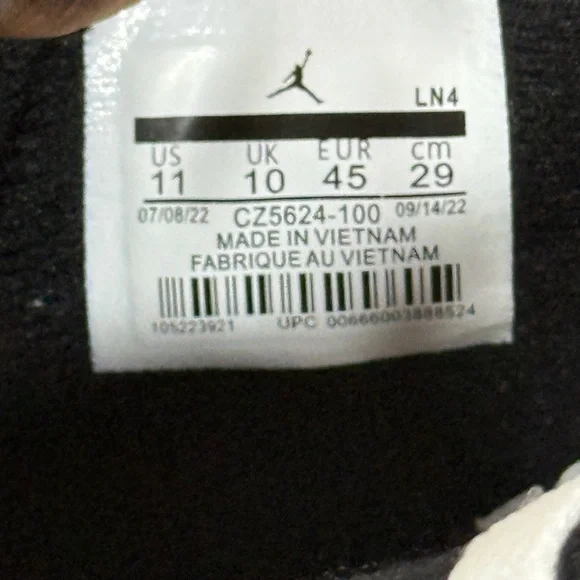 LN4
US UK EUR cm
11 10 45 29
07/08/22 CZ5624-100 09/14/22
MADE IN VIETNAM
FABRIQUE AU VIETNAM
105223921 UPC 00666003888524